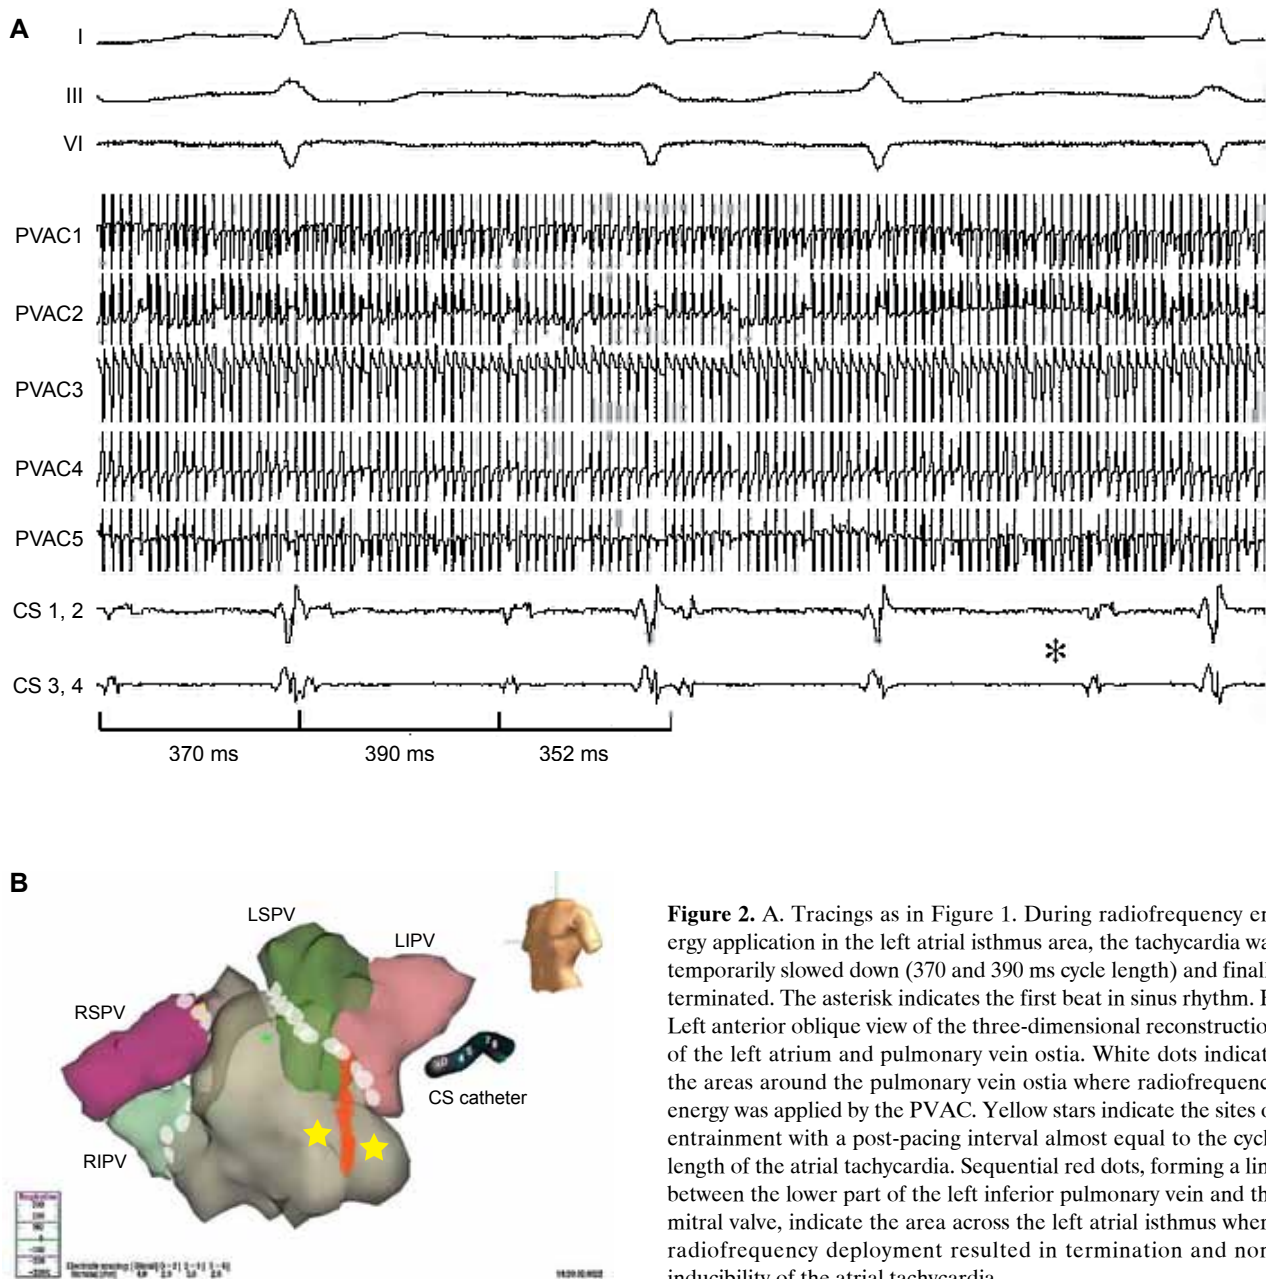 A
I
III
VI
PVAC1
PVAC2
PVAC3
PVAC4
PVAC5
CS 1, 2
*
CS 3, 4
370 ms
390 ms
352 ms
B
LSPV
LIPV
RSPV
CS catheter
RIPV
Figure 2. A. Tracings as in Figure 1. During radiofrequency en
ergy application in the left atrial isthmus area, the tachycardia wa
temporarily slowed down (370 and 390 ms cycle length) and final
terminated. The asterisk indicates the first beat in sinus rhythm.
Left anterior oblique view of the three-dimensional reconstructio
of the left atrium and pulmonary vein ostia. White dots indicat
the areas around the pulmonary vein ostia where radiofrequenc
energy was applied by the PVAC. Yellow stars indicate the sites o
entrainment with a post-pacing interval almost equal to the cycl
length of the atrial tachycardia. Sequential red dots, forming a lin
between the lower part of the left inferior pulmonary vein and th
mitral valve, indicate the area across the left atrial isthmus wher
radiofrequency deployment resulted in termination and non
inducibility of the atrial tachycardia